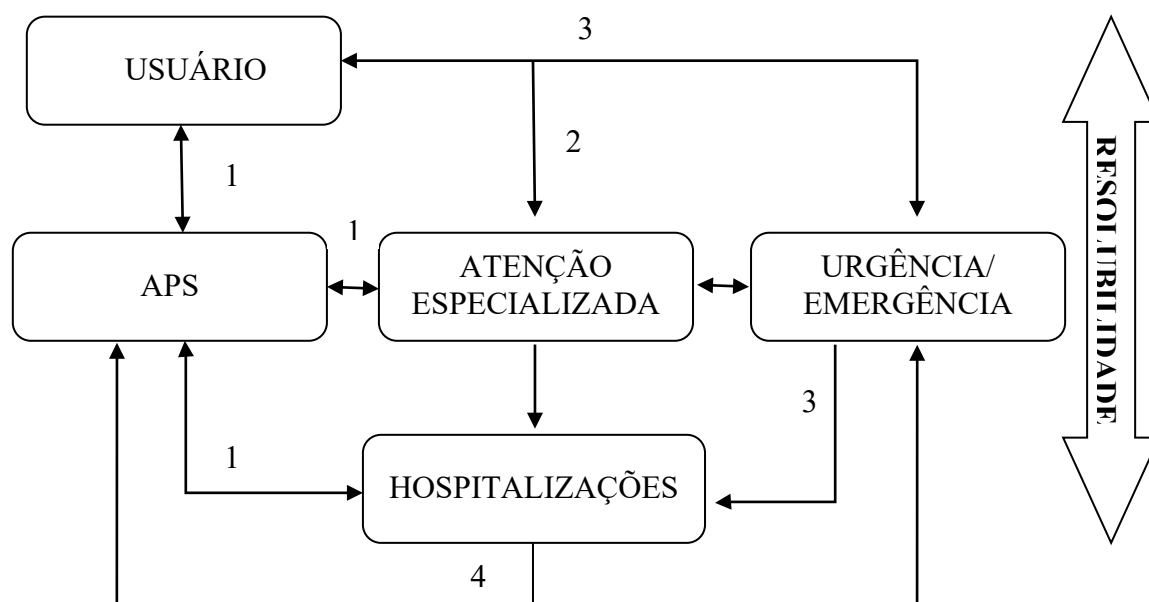 3
USUÁRIO
2
1
1
APS
ATENÇÃO
ESPECIALIZADA
URGÊNCIA/
EMERGÊNCIA
RESOLUBILIDADE
3
1
HOSPITALIZAÇÕES
4